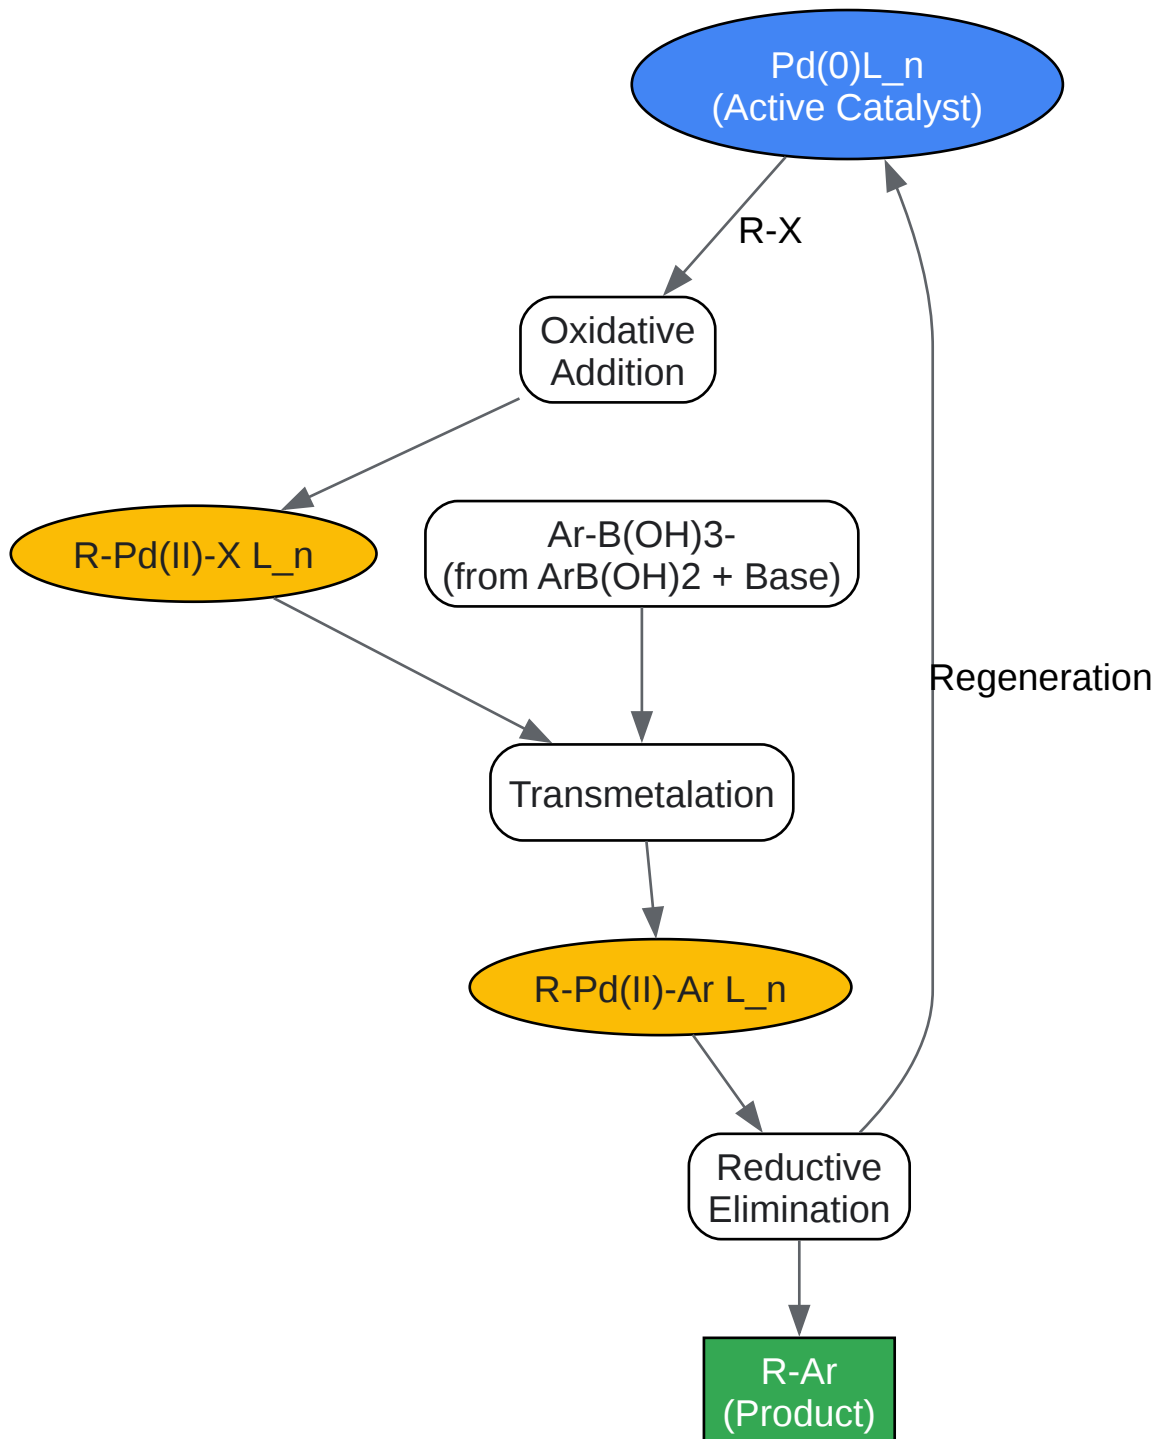 Pd(0)L_n
(Active Catalyst)
R-X
Oxidative
Addition
R-Pd(II)-X L_n
Ar-B(OH)3-
(from ArB(OH)2 + Base)
Regeneration
Transmetalation
R-Pd(II)-Ar L_n
Reductive
Elimination
R-Ar
(Product)